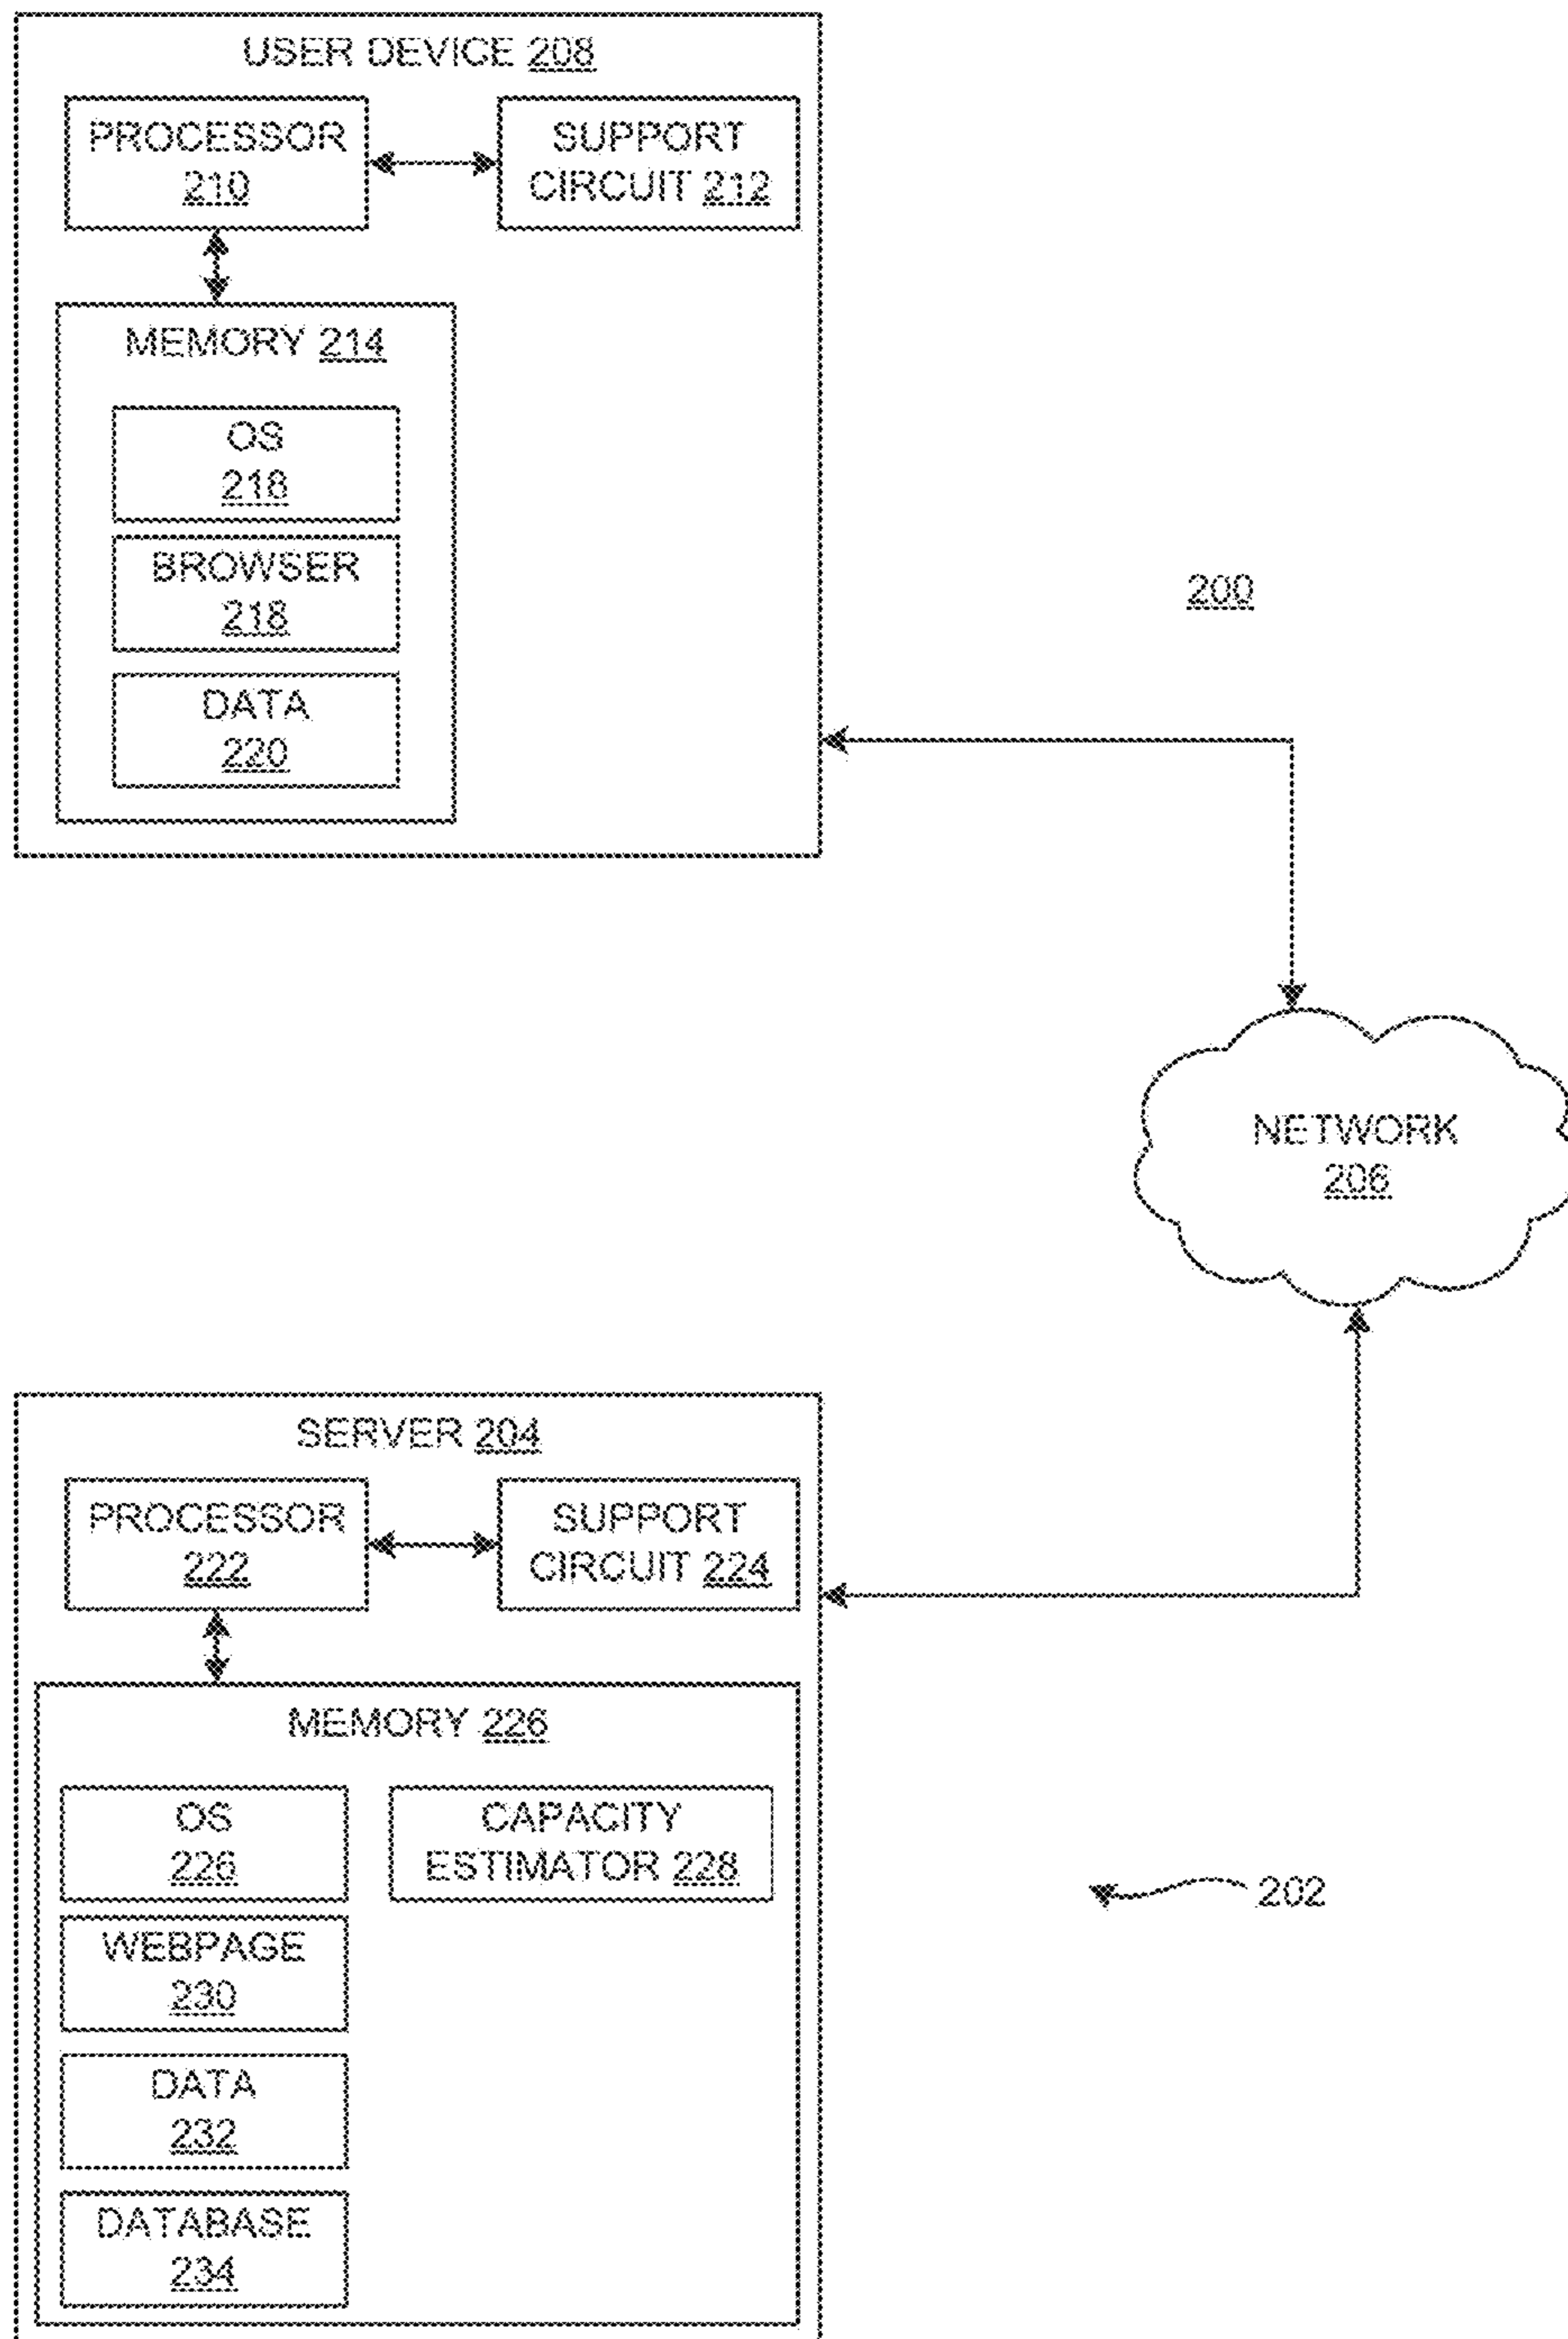 USER DEVICE 208
PROCESSOR
210
SUPPORT
CIRCUIT 212
MEMORY 214
OS
218
BROWSER
218
DATA
220
200
NETWORK
206
SERVER 204
PROCESSOR
222
SUPPORT
CIRCUIT 224
MEMORY 226
OS
226
CAPACITY
ESTIMATOR 228
WEBPAGE
230
DATA
232
DATABASE
234
202